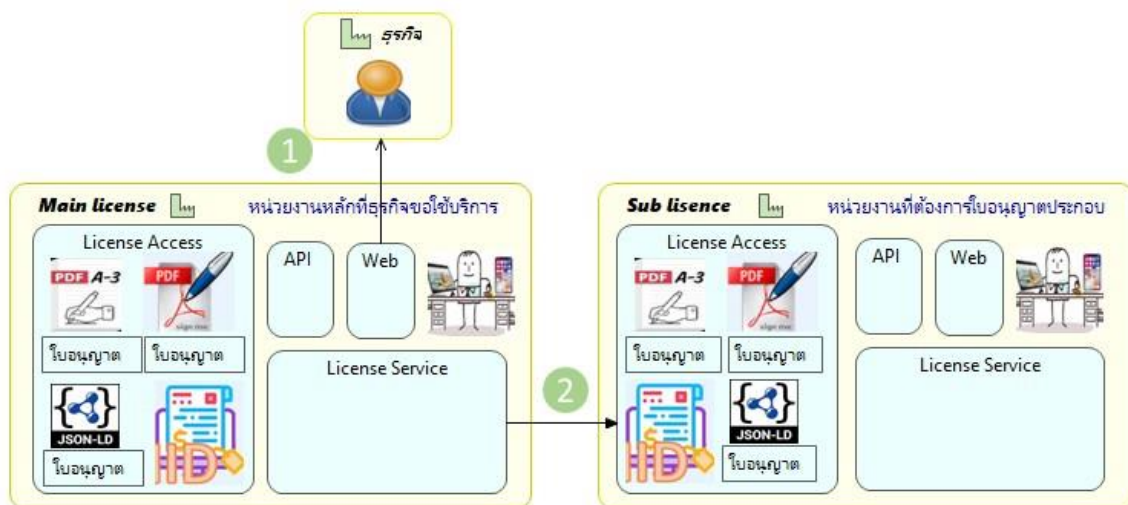 ธุรกิจ
1
Main license
หน่วยงานหลักที่ธุรกิจขอใช้บริการ
License Access
PDF A-3
PDF
sign me
ใบอนุญาต
ใบอนุญาต
JSON-LD
ใบอนุญาต
HD
API
Web
License Service
2
Sub lisence
หน่วยงานที่ต้องการใบอนุญาตประกอบ
License Access
PDF A-3
PDF
sign me
ใบอนุญาต
ใบอนุญาต
HD
JSON-LD
ใบอนุญาต
API
Web
License Service